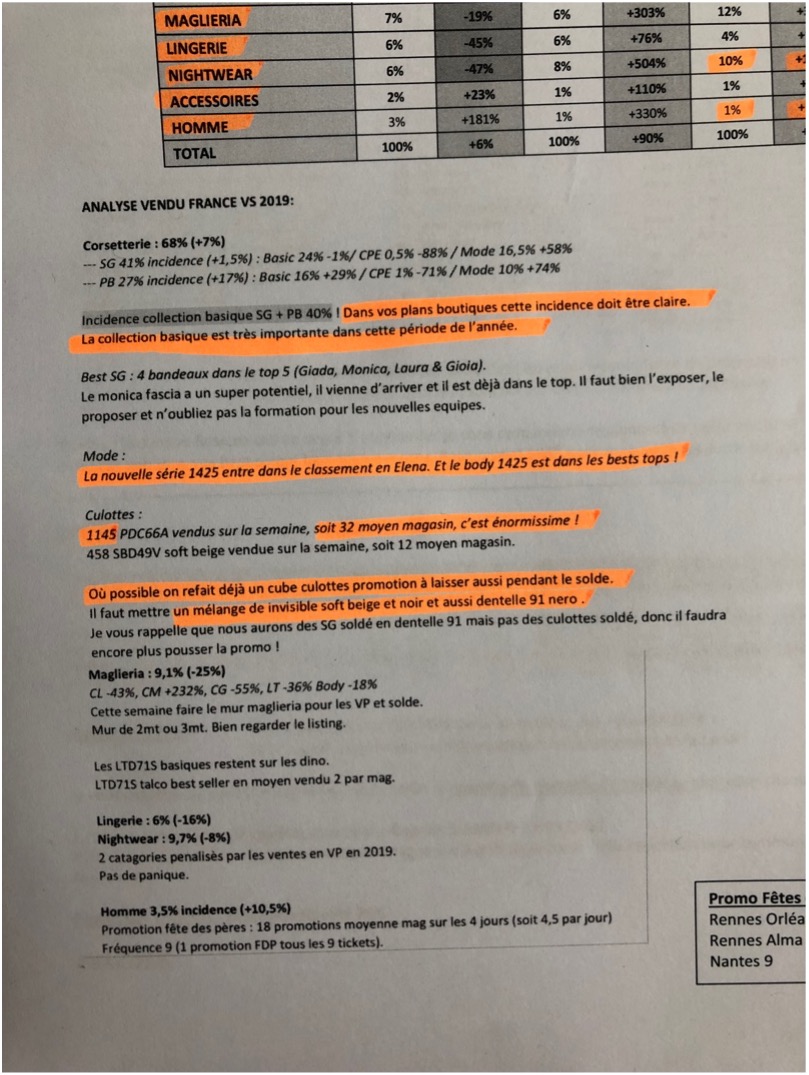 MAGLIERIA 7% -19% 6% +303% 12%
LINGERIE 6% -45% 6% +76% 4% +
NIGHTWEAR 6% -47% 8% +504% 10%
ACCESSOIRES 2% +23% 1% +110% 1% +
HOMME 3% +181% 1% +330% 1% +
TOTAL 100% +6% 100% +90% 100%
ANALYSE VENDU FRANCE VS 2019:
Corsetterie : 68% (+7%)
--- SG 41% incidence (+1,5%) : Basic 24% -1%/ CPE 0,5% -88% / Mode 16,5% +58%
--- PB 27% incidence (+17%) : Basic 16% +29% / CPE 1% -71% / Mode 10% +74%
Incidence collection basique SG + PB 40% ! Dans vos plans boutiques cette incidence doit être claire.
La collection basique est très importante dans cette période de l'année.
Best SG : 4 bandeaux dans le top 5 (Giada, Monica, Laura & Gioia).
Le monica fascia a un super potentiel, il vienne d'arriver et il est dèjà dans le top. Il faut bien l'exposer, le
proposer et n'oubliez pas la formation pour les nouvelles equipes.
Mode :
La nouvelle série 1425 entre dans le classement en Elena. Et le body 1425 est dans les bests tops !
Culottes :
1145 PDC66A vendus sur la semaine, soit 32 moyen magasin, c'est énormissime !
458 SBD49V soft beige vendue sur la semaine, soit 12 moyen magasin.
Où possible on refait déjà un cube culottes promotion à laisser aussi pendant le solde.
Il faut mettre un mélange de invisible soft beige et noir et aussi dentelle 91 nero .
Je vous rappelle que nous aurons des SG soldé en dentelle 91 mais pas des culottes soldé, donc il faudra
encore plus pousser la promo !
Maglieria : 9,1% (-25%)
CL -43%, CM +232%, CG -55%, LT -36% Body -18%
Cette semaine faire le mur maglieria pour les VP et solde.
Mur de 2mt ou 3mt. Bien regarder le listing.
Les LTD71S basiques restent sur les dino.
LTD71S talco best seller en moyen vendu 2 par mag.
Lingerie : 6% (-16%)
Nightwear : 9,7% (-8%)
2 catagories penalisès par les ventes en VP en 2019.
Pas de panique.
Homme 3,5% incidence (+10,5%)
Promotion fête des pères : 18 promotions moyenne mag sur les 4 jours (soit 4,5 par jour)
Fréquence 9 (1 promotion FDP tous les 9 tickets).
Promo Fêtes
Rennes Orléa
Rennes Alma
Nantes 9